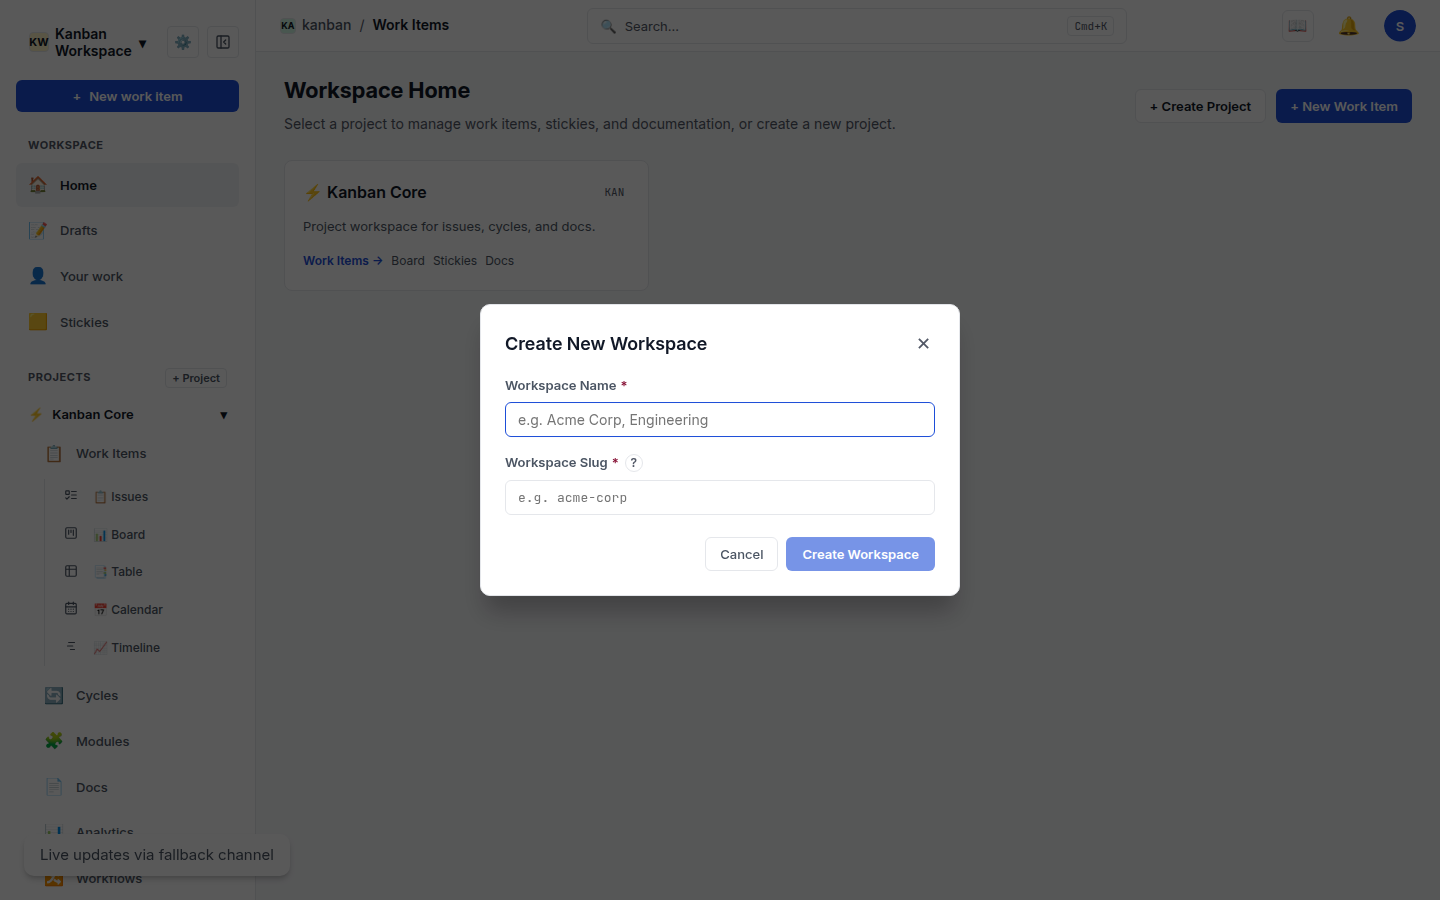 KW Kanban Workspace ▼
+ New work item
WORKSPACE
Home
Drafts
Your work
Stickies
PROJECTS
+ Project
Kanban Core ▼
Work Items
Issues
Board
Table
Calendar
Timeline
Cycles
Modules
Docs
Analytics
Workflows
Live updates via fallback channel
KA kanban / Work Items
Search...
Cmd+K
S
Workspace Home
Select a project to manage work items, stickies, and documentation, or create a new project.
+ Create Project
+ New Work Item
Kanban Core
KAN
Project workspace for issues, cycles, and docs.
Work Items → Board Stickies Docs
Create New Workspace
✕
Workspace Name *
e.g. Acme Corp, Engineering
Workspace Slug * ?
e.g. acme-corp
Cancel
Create Workspace